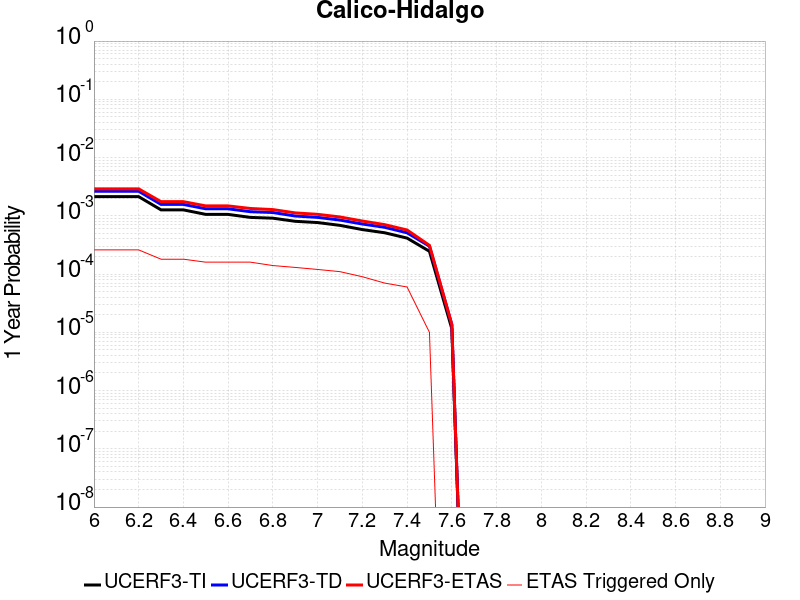 Calico-Hidalgo
1 Year Probability
10^0
10^-1
10^-2
10^-3
10^-4
10^-5
10^-6
10^-7
10^-8
6 6.2 6.4 6.6 6.8 7 7.2 7.4 7.6 7.8 8 8.2 8.4 8.6 8.8 9
Magnitude
UCERF3-TI UCERF3-TD UCERF3-ETAS ETAS Triggered Only